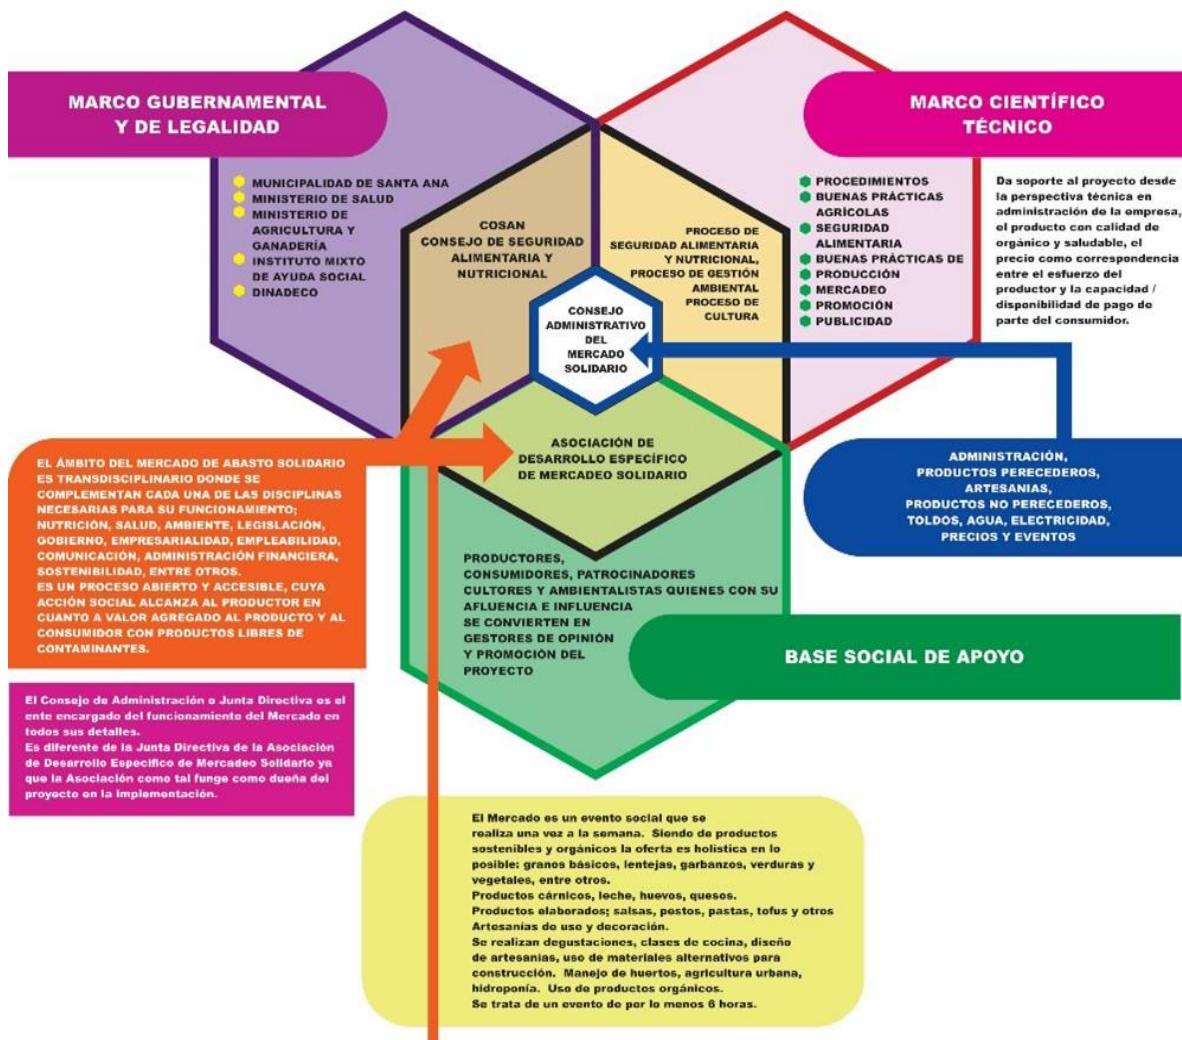 MARCO GUBERNAMENTAL
Y DE LEGALIDAD
MUNICIPALIDAD DE SANTA ANA
MINISTERIO DE SALUD
MINISTERIO DE
AGRICULTURA Y
GANADERÍA
INSTITUTO MIXTO
DE AYUDA SOCIAL
DINADECO
COSAN
CONSEJO DE SEGURIDAD
ALIMENTARIA Y
NUTRICIONAL
PROCESO DE
SEGURIDAD ALIMENTARIA
Y NUTRICIONAL,
PROCESO DE GESTIÓN
AMBIENTAL
PROCESO DE
CULTURA
MARCO CIENTÍFICO
TÉCNICO
PROCEDIMIENTOS
BUENAS PRÁCTICAS
AGRÍCOLAS
SEGURIDAD
ALIMENTARIA
BUENAS PRÁCTICAS DE
PRODUCCIÓN
MERCADEO
PROMOCIÓN
PUBLICIDAD
Da soporte al proyecto desde
la perspectiva técnica en
administración de la empresa,
el producto con calidad de
orgánico y saludable, el
precio como correspondencia
entre el esfuerzo del
productor y la capacidad /
disponibilidad de pago de
parte del consumidor.
CONSEJO
ADMINISTRATIVO
DEL
MERCADO
SOLIDARIO
ASOCIACIÓN DE
DESARROLLO ESPECÍFICO
DE MERCADEO SOLIDARIO
ADMINISTRACIÓN,
PRODUCTOS PERECEDEROS,
ARTESANIAS,
PRODUCTOS NO PERECEDEROS,
TOLDOS, AGUA, ELECTRICIDAD,
PRECIOS Y EVENTOS
EL ÁMBITO DEL MERCADO DE ABASTO SOLIDARIO
ES TRANSDISCIPLINARIO DONDE SE
COMPLEMENTAN CADA UNA DE LAS DISCIPLINAS
NECESARIAS PARA SU FUNCIONAMIENTO;
NUTRICIÓN, SALUD, AMBIENTE, LEGISLACIÓN,
GOBIERNO, EMPRESARIALIDAD, EMPLEABILIDAD,
COMUNICACIÓN, ADMINISTRACIÓN FINANCIERA,
SOSTENIBILIDAD, ENTRE OTROS.
ES UN PROCESO ABIERTO Y ACCESIBLE, CUYA
ACCIÓN SOCIAL ALCANZA AL PRODUCTOR EN
CUANTO A VALOR AGREGADO AL PRODUCTO Y AL
CONSUMIDOR CON PRODUCTOS LIBRES DE
CONTAMINANTES.
PRODUCTORES,
CONSUMIDORES, PATROCINADORES
CULTORES Y AMBIENTALISTAS QUIENES CON SU
AFLUENCIA E INFLUENCIA
SE CONVIERTEN EN
GESTORES DE OPINIÓN
Y PROMOCIÓN DEL
PROYECTO
BASE SOCIAL DE APOYO
El Consejo de Administración o Junta Directiva es el
ente encargado del funcionamiento del Mercado en
todos sus detalles.
Es diferente de la Junta Directiva de la Asociación
de Desarrollo Específico de Mercadeo Solidario ya
que la Asociación como tal funge como dueña del
proyecto en la implementación.
El Mercado es un evento social que se
realiza una vez a la semana. Siendo de productos
sostenibles y orgánicos la oferta es holística en lo
posible: granos básicos, lentejas, garbanzos, verduras y
vegetales, entre otros.
Productos cárnicos, leche, huevos, quesos.
Productos elaborados; salsas, pestos, pastas, tofus y otros
Artesanías de uso y decoración.
Se realizan degustaciones, clases de cocina, diseño
de artesanias, uso de materiales alternativos para
construcción. Manejo de huertos, agricultura urbana,
hidroponía. Uso de productos orgánicos.
Se trata de un evento de por lo menos 6 horas.